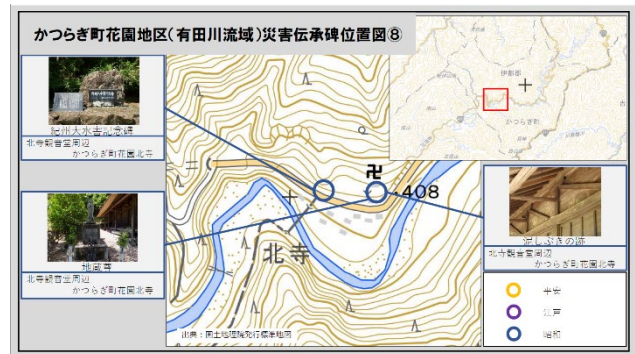 かつらぎ町花園地区(有田川流域)災害伝承碑位置図⑧
紀州大水害記念碑
北寺観音堂周辺
かつらぎ町花園北寺
地蔵尊
北寺観音堂周辺
かつらぎ町花園北寺
伊都郡
かつらぎ町
卍
408
北寺
出典:国土地理院発行標準地図
泥しぶきの跡
北寺観音堂周辺
かつらぎ町花園北寺
平安
江戸
昭和